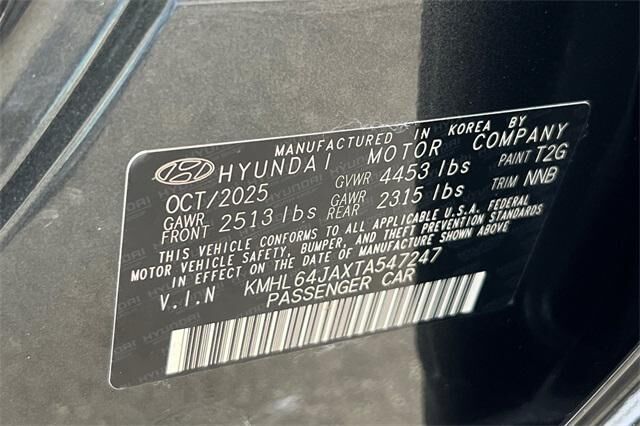 MANUFACTURED IN KOREA BY
HYUNDAI MOTOR COMPANY
OCT/2025 GVWR 4453 lbs PAINT T2G
GAWR FRONT 2513 lbs GAWR REAR 2315 lbs TRIM NNB
THIS VEHICLE CONFORMS TO ALL APPLICABLE U.S.A. FEDERAL
MOTOR VEHICLE SAFETY, BUMPER, AND THEFT PREVENTION STANDARDS
IN EFFECT ON THE DATE OF MANUFACTURE SHOWN ABOVE
V.I.N KMHL64JAXTA547247
PASSENGER CAR